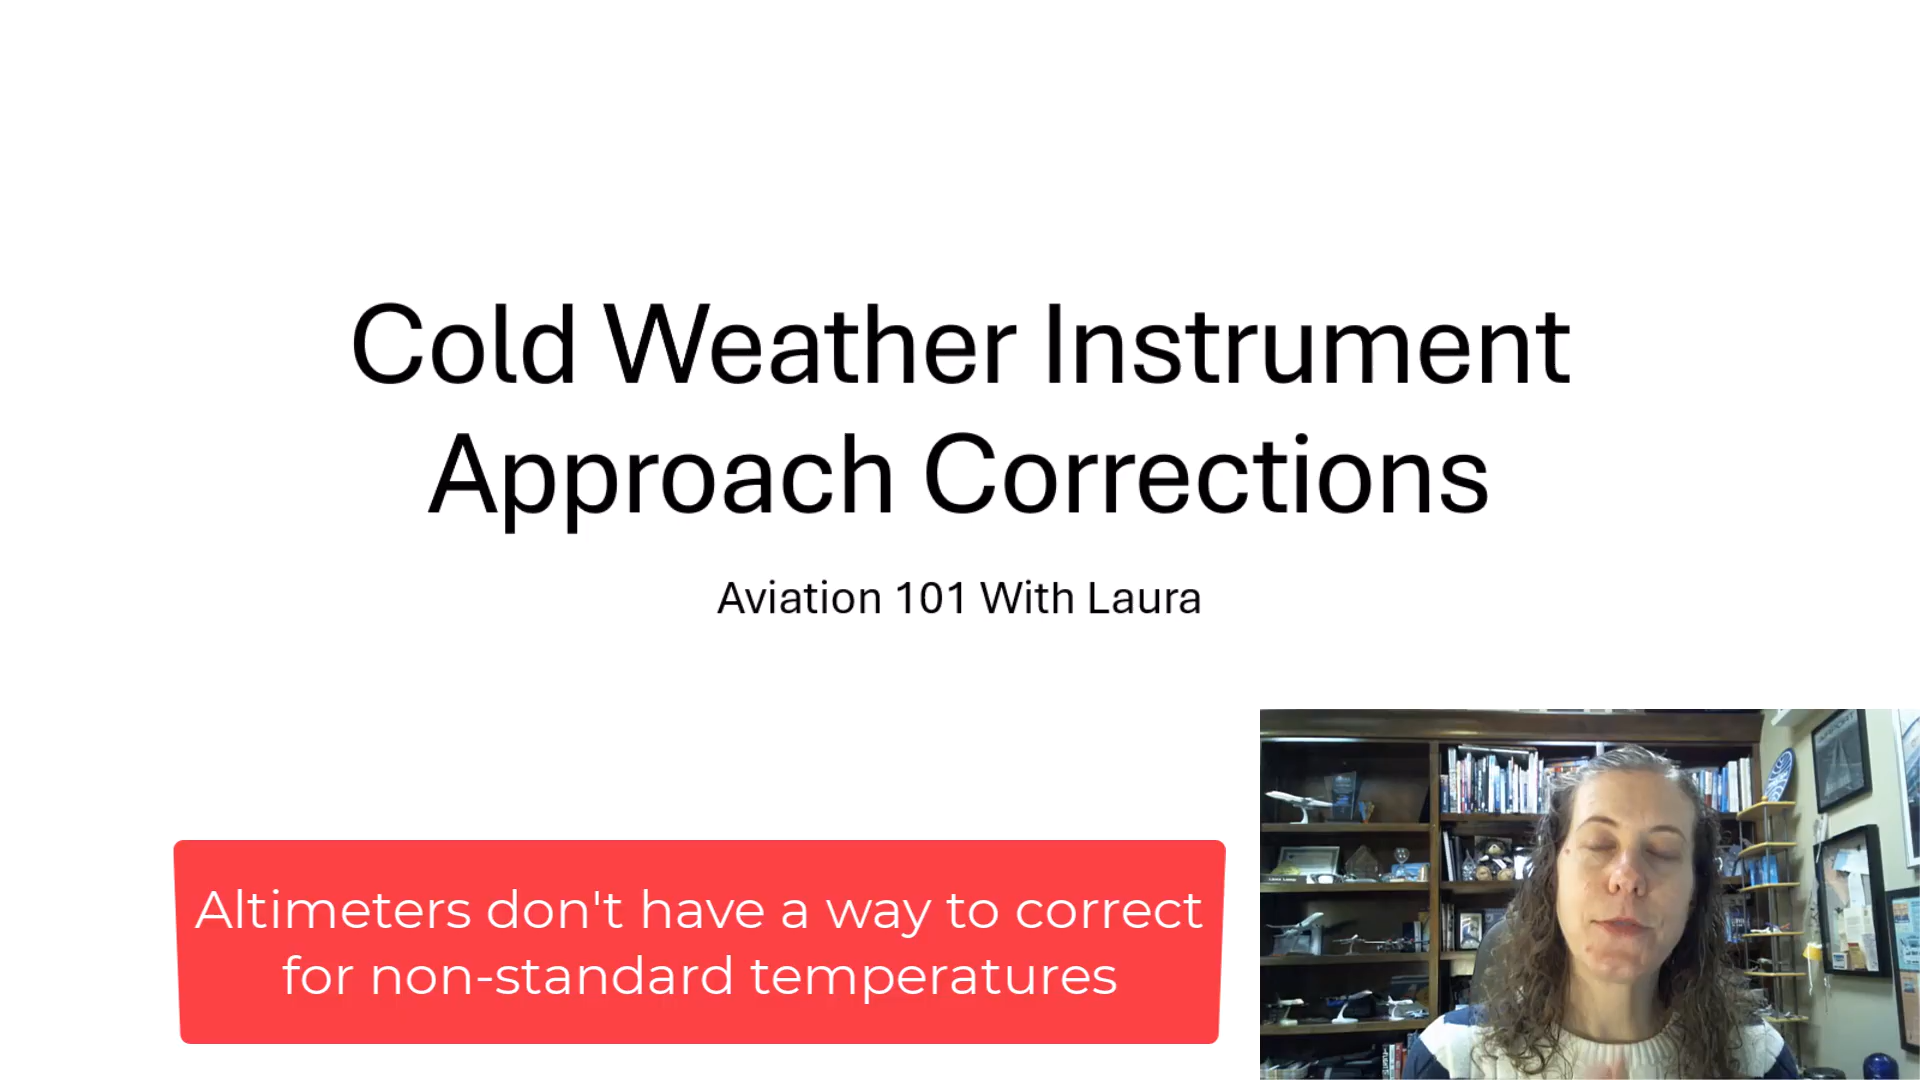 Cold Weather Instrument
Approach Corrections
Aviation 101 With Laura
Altimeters don't have a way to correct
for non-standard temperatures